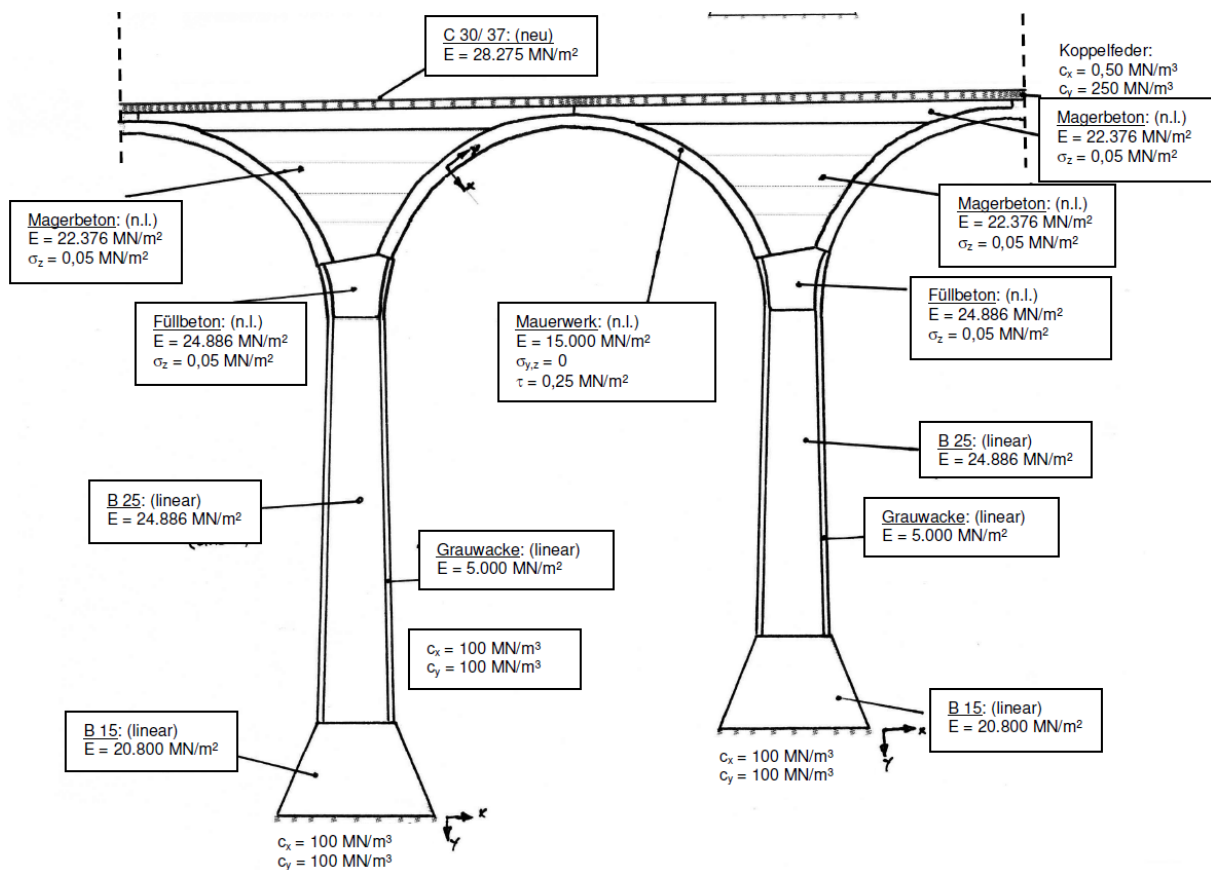 C 30/ 37: (neu)
E = 28.275 MN/m²
Koppelfeder:
cx = 0,50 MN/m³
cy = 250 MN/m³
Magerbeton: (n.l.)
E = 22.376 MN/m²
σz = 0,05 MN/m²
Magerbeton: (n.l.)
E = 22.376 MN/m²
σz = 0,05 MN/m²
Magerbeton: (n.l.)
E = 22.376 MN/m²
σz = 0,05 MN/m²
Füllbeton: (n.l.)
E = 24.886 MN/m²
σz = 0,05 MN/m²
Mauerwerk: (n.l.)
E = 15.000 MN/m²
σy,z = 0
τ = 0,25 MN/m²
Füllbeton: (n.l.)
E = 24.886 MN/m²
σz = 0,05 MN/m²
B 25: (linear)
E = 24.886 MN/m²
B 25: (linear)
E = 24.886 MN/m²
Grauwacke: (linear)
E = 5.000 MN/m²
Grauwacke: (linear)
E = 5.000 MN/m²
cx = 100 MN/m³
cy = 100 MN/m³
B 15: (linear)
E = 20.800 MN/m²
B 15: (linear)
E = 20.800 MN/m²
x
y
cx = 100 MN/m³
cy = 100 MN/m³
x
y
cx = 100 MN/m³
cy = 100 MN/m³